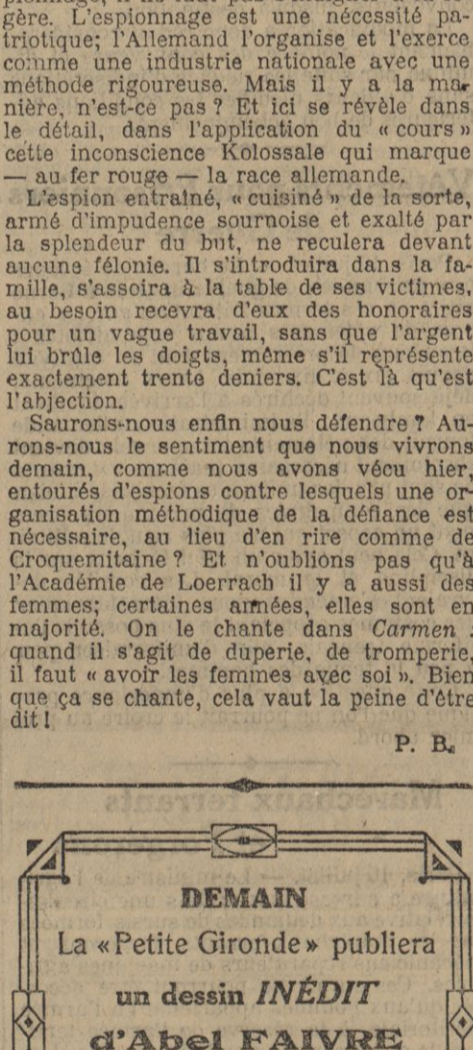 gère. L'espionnage est une nécessité pa-
triotique; l'Allemand l'organise et l'exerce
comme une industrie nationale avec une
méthode rigoureuse. Mais il y a la ma-
nière, n'est-ce pas ? Et ici se révèle dans
le détail, dans l'application du « cours »
cette inconscience Kolossale qui marque
— au fer rouge — la race allemande.
L'espion entraîné, « cuisiné » de la sorte,
armé d'impudence sournoise et exalté par
la splendeur du but, ne reculera devant
aucune félonie. Il s'introduira dans la fa-
mille, s'assoira à la table de ses victimes,
au besoin recevra d'eux des honoraires
pour un vague travail, sans que l'argent
lui brûle les doigts, même s'il représente
exactement trente deniers. C'est là qu'est
l'abjection.
Saurons-nous enfin nous défendre ? Au-
rons-nous le sentiment que nous vivrons
demain, comme nous avons vécu hier,
entourés d'espions contre lesquels une or-
ganisation méthodique de la défiance est
nécessaire, au lieu d'en rire comme de
Croquemitaine ? Et n'oublions pas qu'à
l'Académie de Loerrach il y a aussi des
femmes; certaines années, elles sont en
majorité. On le chante dans Carmen :
quand il s'agit de duperie, de tromperie,
il faut « avoir les femmes avec soi ». Bien
que ça se chante, cela vaut la peine d'être
dit !
P. B.
DEMAIN
La « Petite Gironde » publiera
un dessin INÉDIT
d'Abel FAIVRE